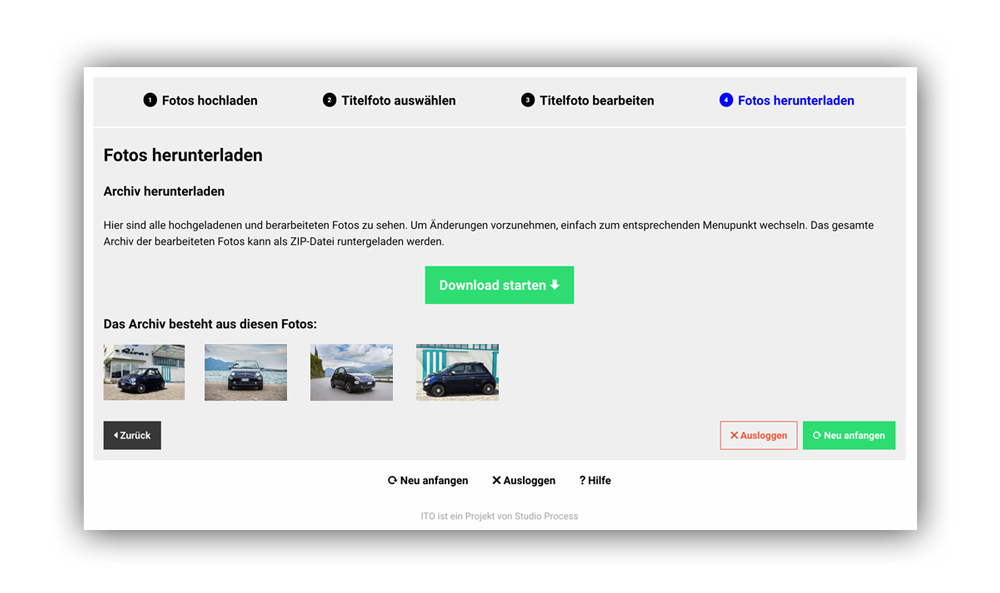 1 Fotos hochladen
2 Titelfoto auswählen
3 Titelfoto bearbeiten
4 Fotos herunterladen
Fotos herunterladen
Archiv herunterladen
Hier sind alle hochgeladenen und berarbeiteten Fotos zu sehen. Um Änderungen vorzunehmen, einfach zum entsprechenden Menupunkt wechseln. Das gesamte
Archiv der bearbeiteten Fotos kann als ZIP-Datei runtergeladen werden.
Download starten
Das Archiv besteht aus diesen Fotos:
Zurück
Ausloggen
Neu anfangen
Neu anfangen
Ausloggen
? Hilfe
ITO ist ein Projekt von Studio Process